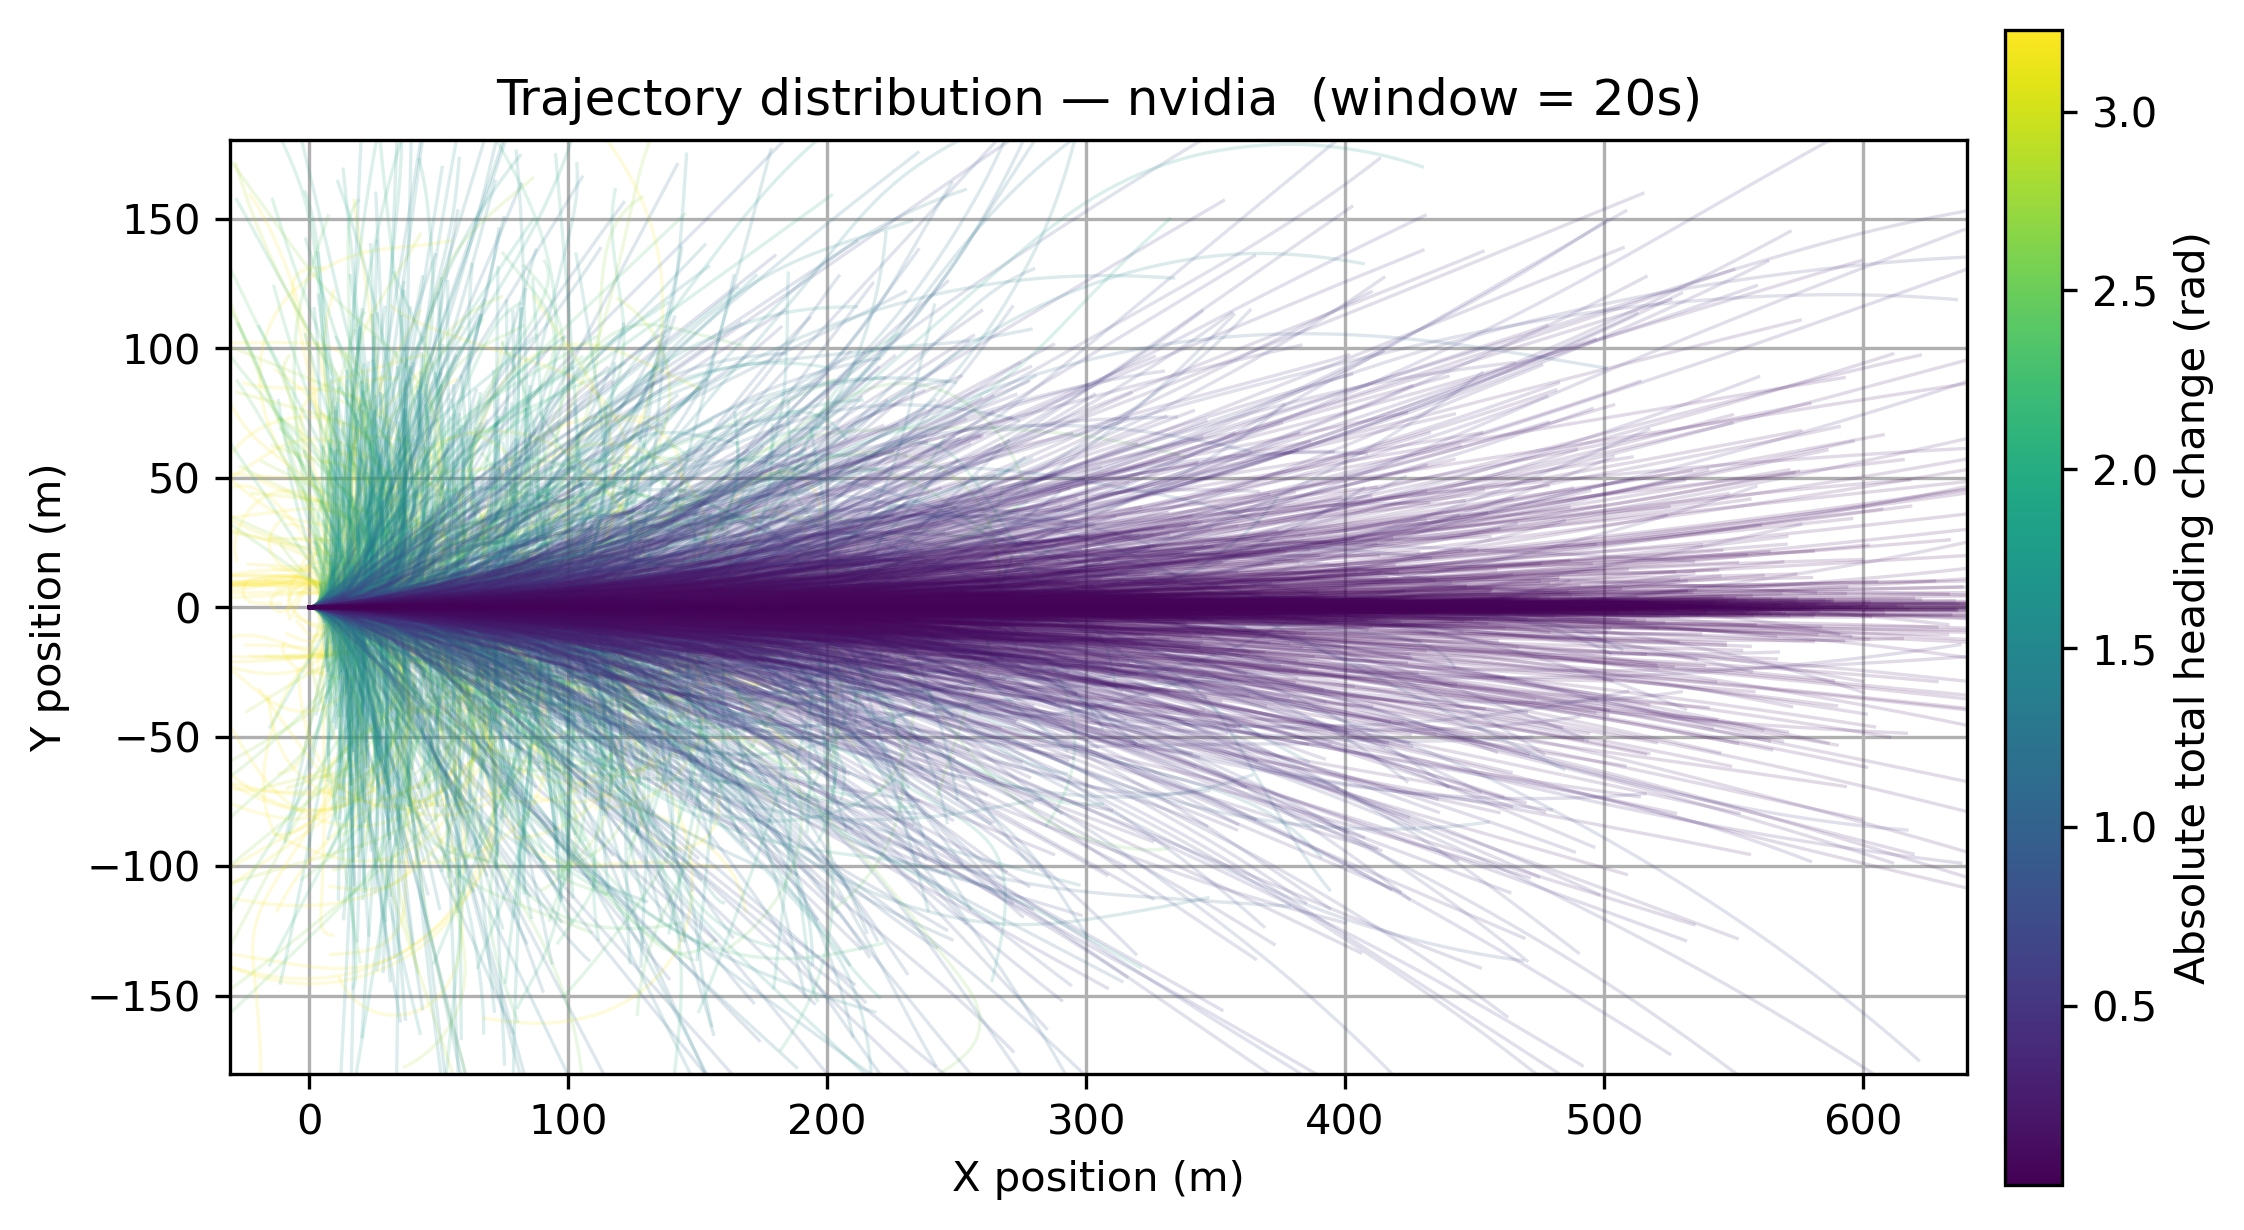 Trajectory distribution — nvidia  (window = 20s)
Y position (m)
150
100
50
0
−50
−100
−150
0 100 200 300 400 500 600
X position (m)
3.0
2.5
2.0
1.5
1.0
0.5
Absolute total heading change (rad)